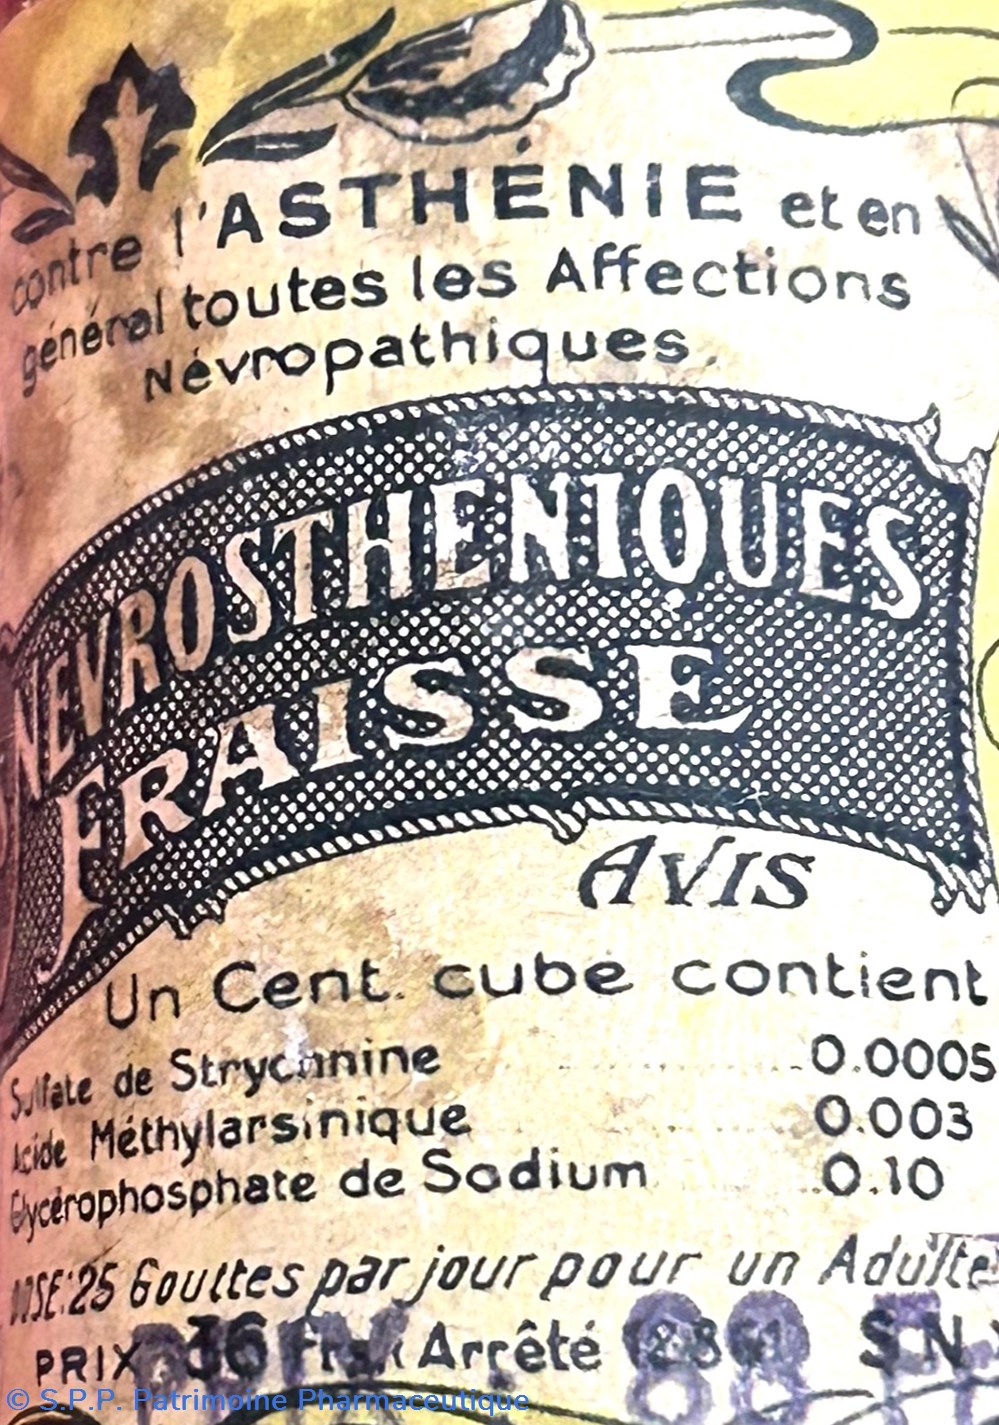 contre l'ASTHÉNIE et en
général toutes les Affections
Névropathiques.
NEVROSTHENIQUES
FRAISSE
AVIS
Un Cent. cube contient
Sulfate de Strychnine 0.0005
Acide Méthylarsinique 0.003
Glycérophosphate de Sodium 0.10
DOSE: 25 Gouttes par jour pour un Adulte
PRIX 36 Fr. Arrêté S N
© S.P.P. Patrimoine Pharmaceutique